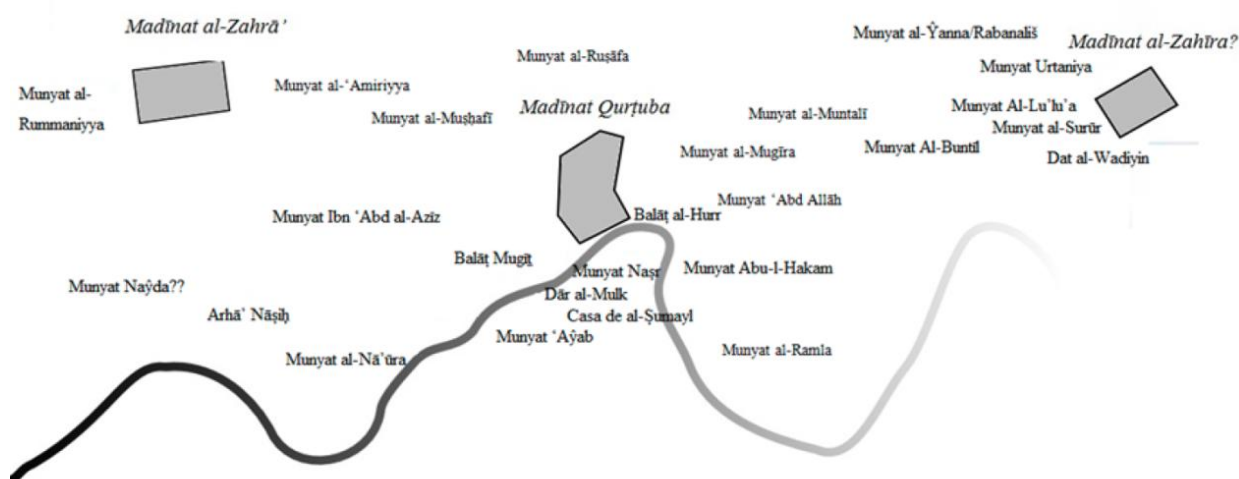 Madīnat al-Zahrā’
Munyat al-Ŷanna/Rabanališ
Madīnat al-Zahīra?
Munyat al-Ruṣāfa
Munyat Urtaniya
Munyat al-‘Amiriyya
Munyat al-
Rummaniyya
Madīnat Qurṭuba
Munyat Al-Lu’lu’a
Munyat al-Muṣḥafī
Munyat al-Muntalī
Munyat al-Surūr
Munyat al-Mugīra
Munyat Al-Buntīl
Dat al-Wadiyin
Munyat ‘Abd Allāh
Munyat Ibn ‘Abd al-Azīz
Balāṭ al-Hurr
Balāṭ Mugīṯ
Munyat Naṣr
Munyat Abu-l-Hakam
Munyat Naŷda??
Dār al-Mulk
Arhā’ Nāṣiḥ
Casa de al-Ṣumayl
Munyat ‘Aŷab
Munyat al-Nā‘ūra
Munyat al-Ramla